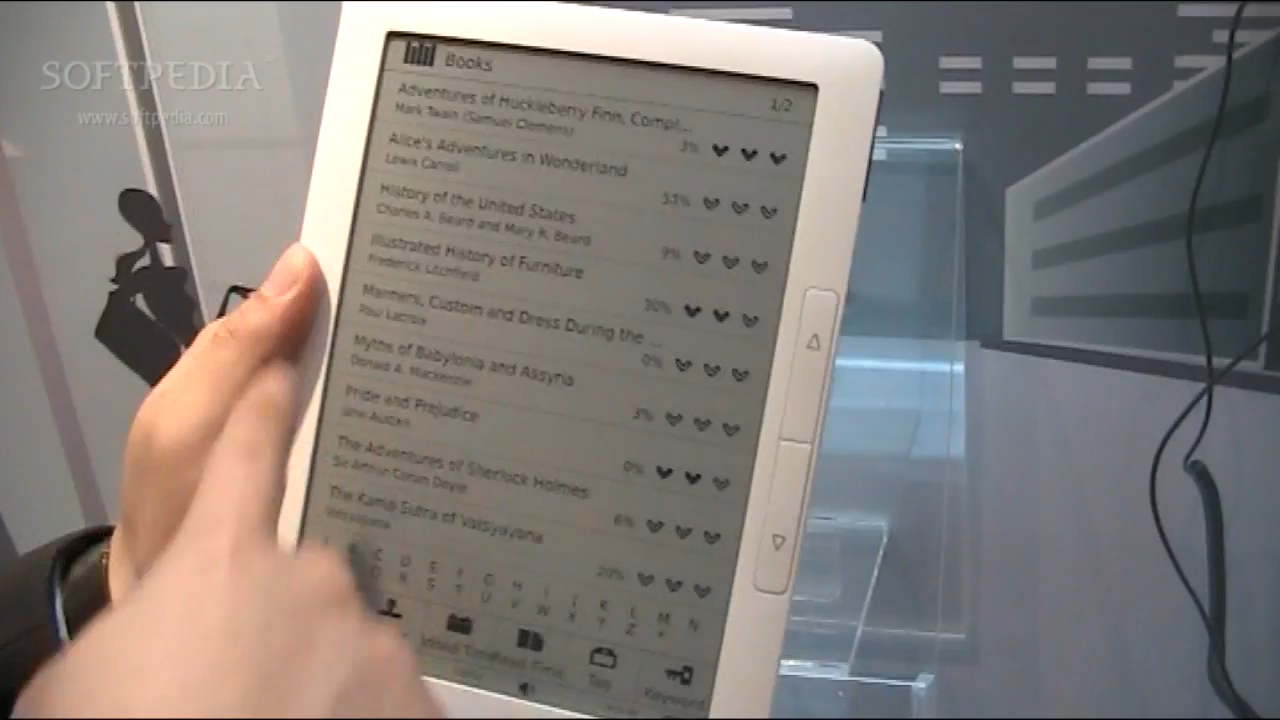 SOFTPEDIA
www.softpedia.com
Books
1/2
Adventures of Huckleberry Finn, Compl...
Mark Twain (Samuel Clemens)
3%
Alice's Adventures in Wonderland
Lewis Carroll
53%
History of the United States
Charles A. Beard and Mary R. Beard
9%
Illustrated History of Furniture
Frederick Litchfield
30%
Manners, Custom and Dress During the ...
Paul Lacroix
0%
Myths of Babylonia and Assyria
Donald A. Mackenzie
3%
Pride and Prejudice
Jane Austen
0%
The Adventures of Sherlock Holmes
Sir Arthur Conan Doyle
6%
The Kama Sutra of Vatsyayana
Vatsyayana
20%
C D E F G H I J K L M N
R S T U V W X Y Z
Tag
Keyword